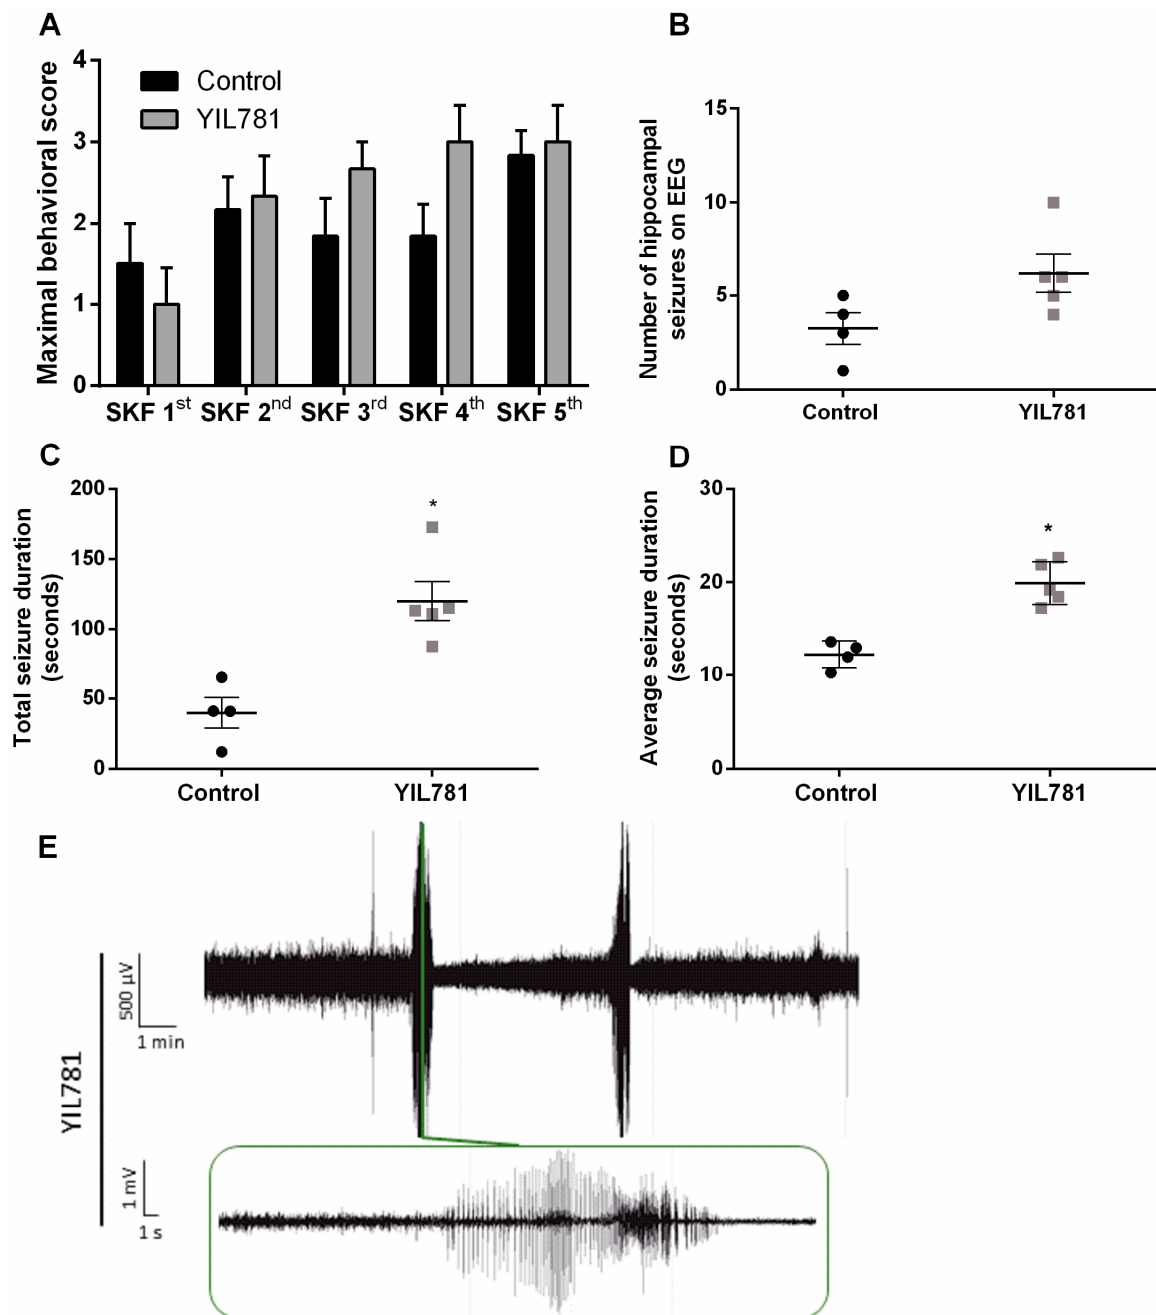 A
Maximal behavioral score
4
3
2
1
0
Control
YIL781
SKF 1st SKF 2nd SKF 3rd SKF 4th SKF 5th
B
Number of hippocampal
seizures on EEG
15
10
5
0
Control YIL781
C
Total seizure duration
(seconds)
200
150
100
50
0
*
Control YIL781
D
Average seizure duration
(seconds)
30
20
10
0
*
Control YIL781
E
YIL781
500 µV
1 min
1 mV
1 s